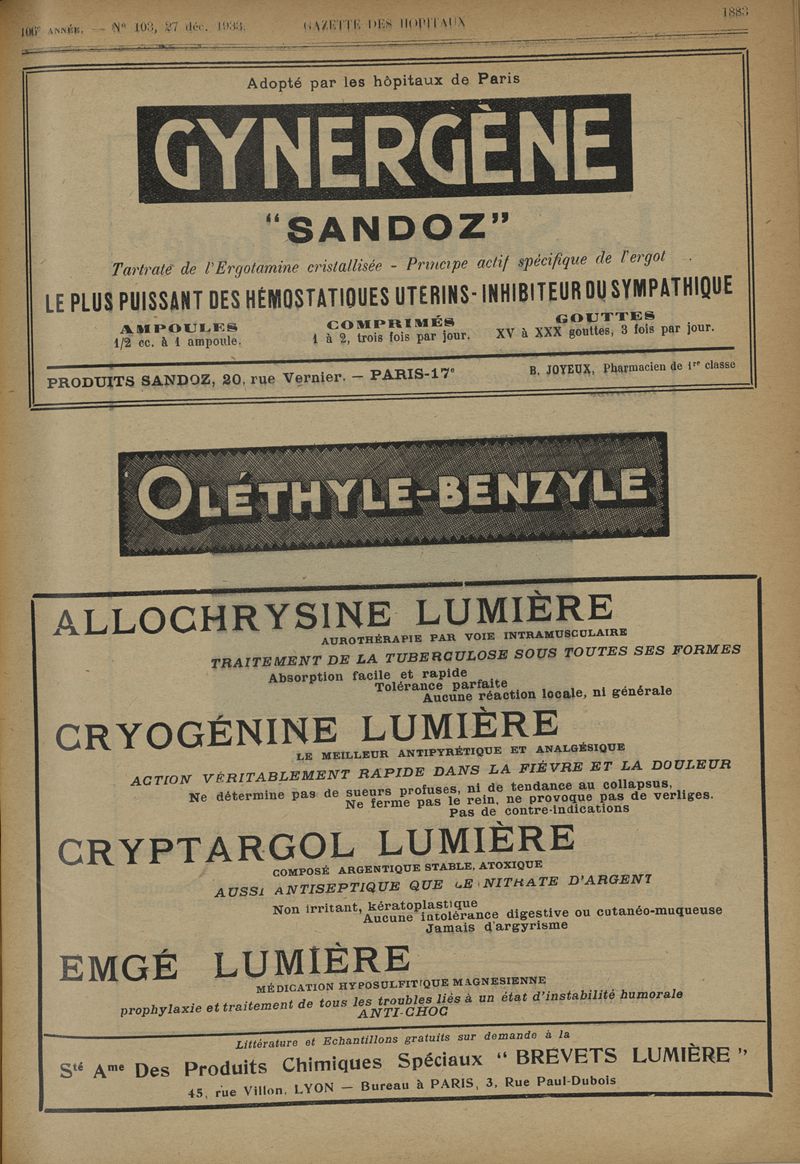 106e ANNÉE. — No 103, 27 déc. 1933. GAZETTE DES HOPITAUX 1883
Adopté par les hôpitaux de Paris
GYNERGÈNE
“SANDOZ”
Tartrate de l'Ergotamine cristallisée - Principe actif spécifique de l'ergot
LE PLUS PUISSANT DES HÉMOSTATIQUES UTERINS - INHIBITEUR DU SYMPATHIQUE
AMPOULES COMPRIMÉS GOUTTES
1/2 cc. à 1 ampoule. 1 à 2, trois fois par jour. XV à XXX gouttes, 3 fois par jour.
PRODUITS SANDOZ, 20, rue Vernier. — PARIS-17e B. JOYEUX, Pharmacien de 1re classe
OLÉTHYLE-BENZYLE
ALLOCHRYSINE LUMIÈRE
AUROTHÉRAPIE PAR VOIE INTRAMUSCULAIRE
TRAITEMENT DE LA TUBERCULOSE SOUS TOUTES SES FORMES
Absorption facile et rapide
Tolérance parfaite
Aucune réaction locale, ni générale
CRYOGÉNINE LUMIÈRE
LE MEILLEUR ANTIPYRÉTIQUE ET ANALGÉSIQUE
ACTION VÉRITABLEMENT RAPIDE DANS LA FIÈVRE ET LA DOULEUR
Ne détermine pas de sueurs profuses, ni de tendance au collapsus,
Ne ferme pas le rein, ne provoque pas de verliges.
Pas de contre-indications
CRYPTARGOL LUMIÈRE
COMPOSÉ ARGENTIQUE STABLE, ATOXIQUE
AUSSI ANTISEPTIQUE QUE LE NITRATE D'ARGENT
Non irritant, kératoplastique
Aucune intolérance digestive ou cutanéo-muqueuse
Jamais d'argyrisme
EMGÉ LUMIÈRE
MÉDICATION HYPOSULFITIQUE MAGNESIENNE
prophylaxie et traitement de tous les troubles liés à un état d'instabilité humorale
ANTI-CHOC
Littérature et Echantillons gratuits sur demande à la
Sté Ame Des Produits Chimiques Spéciaux “ BREVETS LUMIÈRE ”
45, rue Villon, LYON — Bureau à PARIS, 3, Rue Paul-Dubois